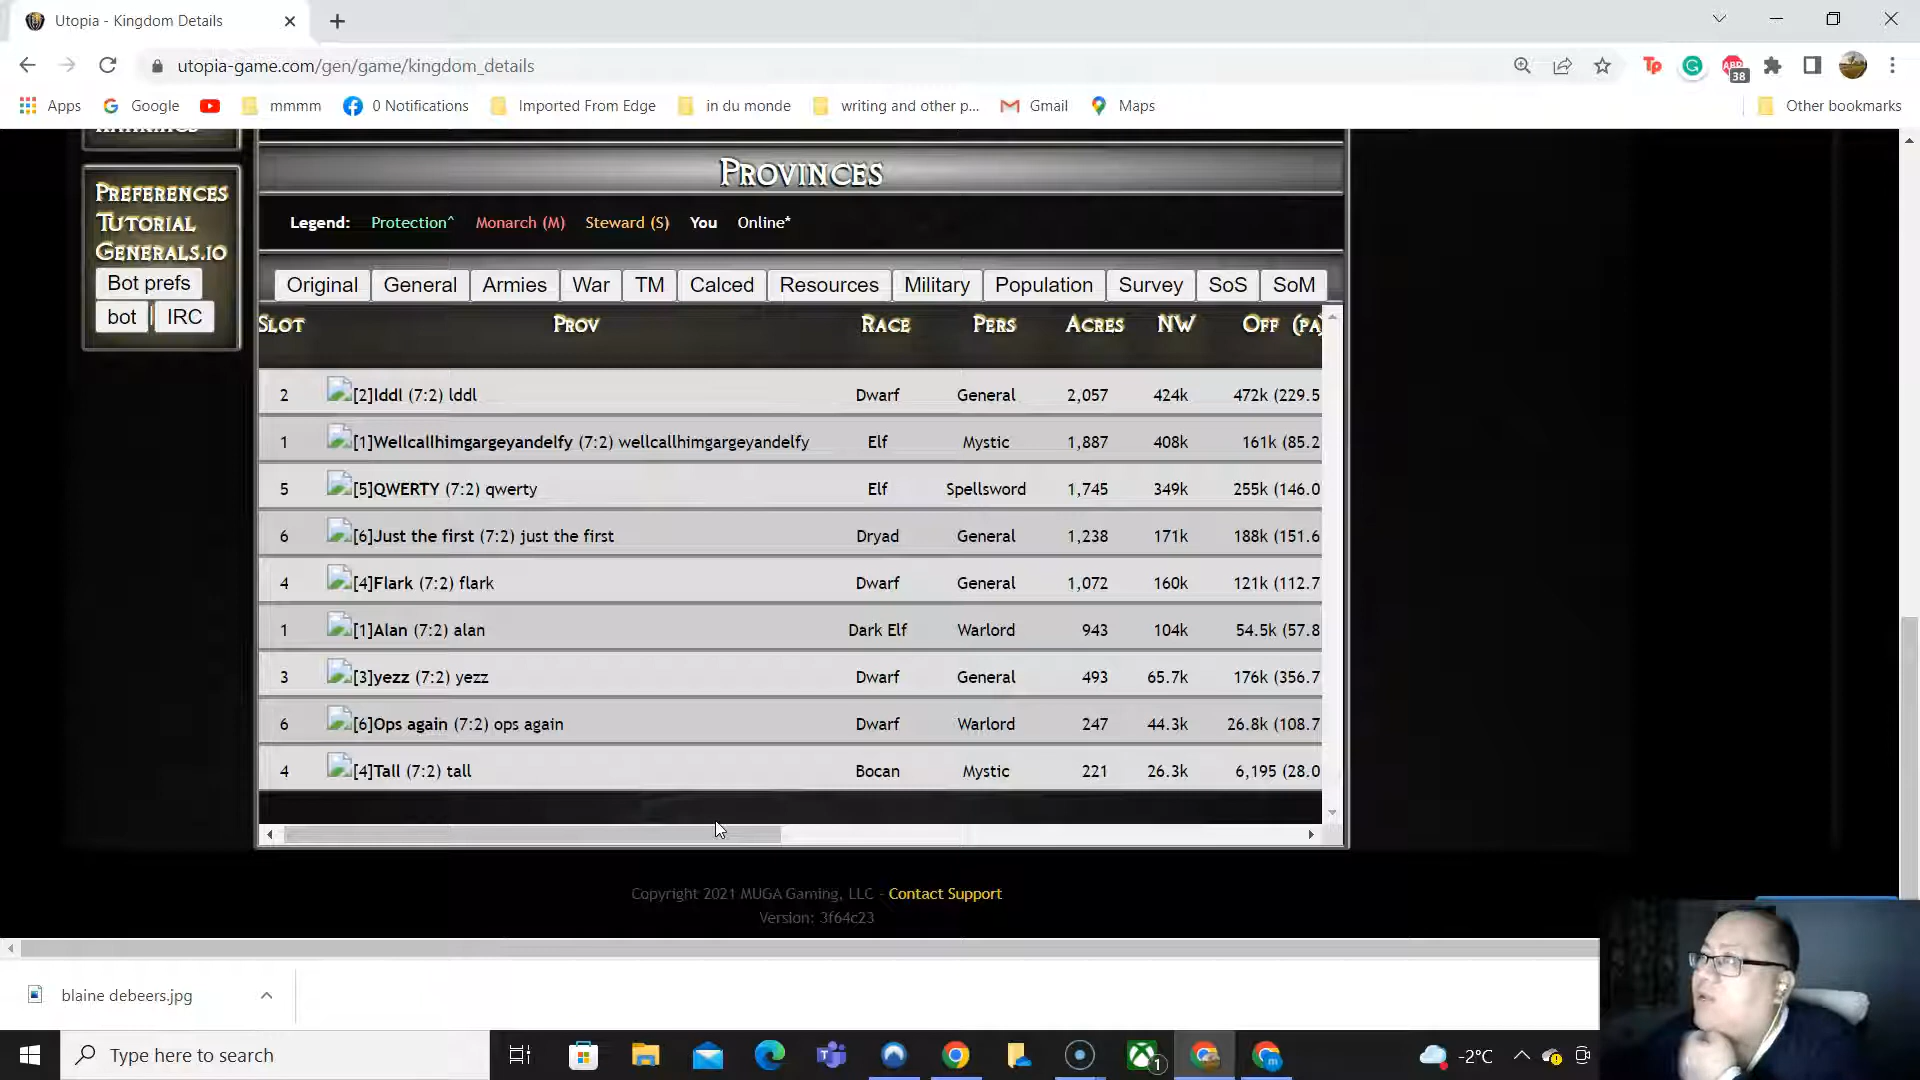 Utopia - Kingdom Details
utopia-game.com/gen/game/kingdom_details
38
Apps Google mmmm 0 Notifications Imported From Edge in du monde writing and other p... Gmail Maps Other bookmarks
Provinces
Preferences
Tutorial
Generals.io
Bot prefs
bot | IRC
Legend: Protection^ Monarch (M) Steward (S) You Online*
Original General Armies War TM Calced Resources Military Population Survey SoS SoM
Slot Prov Race Pers Acres NW Off (pa)
2 [2]lddl (7:2) lddl Dwarf General 2,057 424k 472k (229.5
1 [1]Wellcallhimgargeyandelfy (7:2) wellcallhimgargeyandelfy Elf Mystic 1,887 408k 161k (85.2
5 [5]QWERTY (7:2) qwerty Elf Spellsword 1,745 349k 255k (146.0
6 [6]Just the first (7:2) just the first Dryad General 1,238 171k 188k (151.6
4 [4]Flark (7:2) flark Dwarf General 1,072 160k 121k (112.7
1 [1]Alan (7:2) alan Dark Elf Warlord 943 104k 54.5k (57.8
3 [3]yezz (7:2) yezz Dwarf General 493 65.7k 176k (356.7
6 [6]Ops again (7:2) ops again Dwarf Warlord 247 44.3k 26.8k (108.7
4 [4]Tall (7:2) tall Bocan Mystic 221 26.3k 6,195 (28.0
Copyright 2021 MUGA Gaming, LLC - Contact Support
Version: 3f64c23
blaine debeers.jpg
Type here to search
1
-2°C